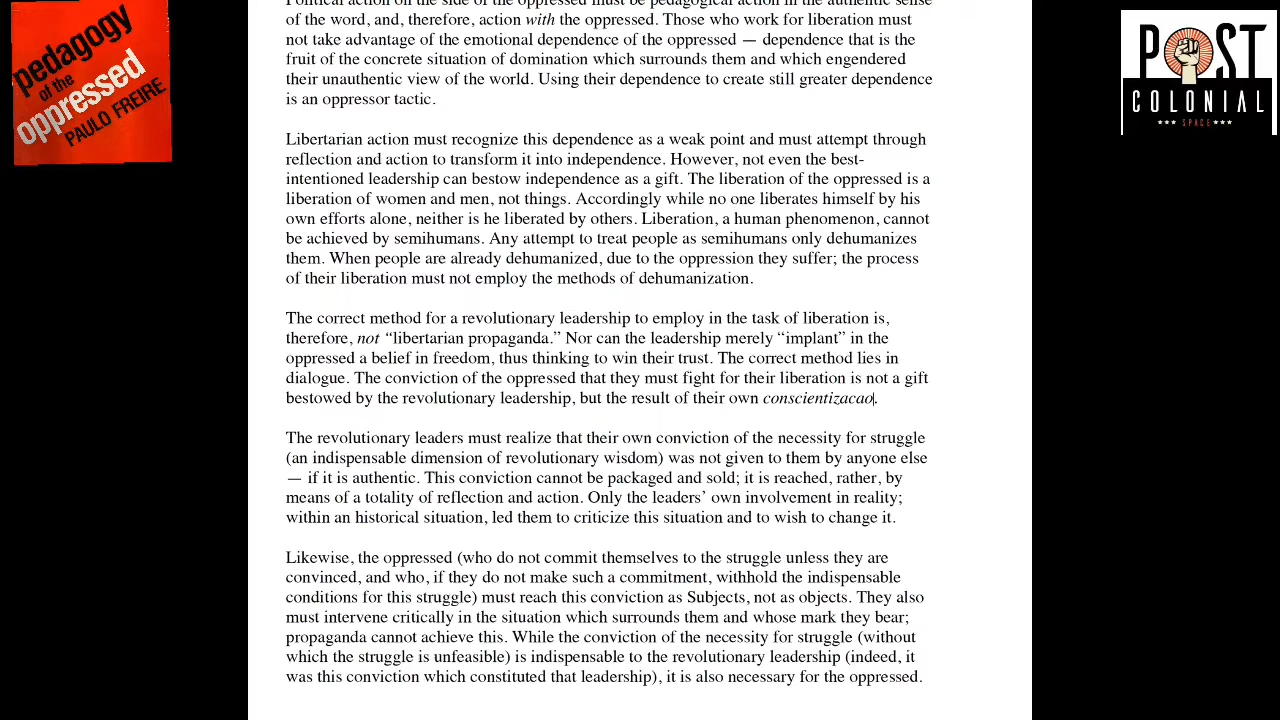 pedagogy
of the
oppressed
PAULO FREIRE
POST
COLONIAL
SPACE
Political action on the side of the oppressed must be pedagogical action in the authentic sense
of the word, and, therefore, action with the oppressed. Those who work for liberation must
not take advantage of the emotional dependence of the oppressed — dependence that is the
fruit of the concrete situation of domination which surrounds them and which engendered
their unauthentic view of the world. Using their dependence to create still greater dependence
is an oppressor tactic.
Libertarian action must recognize this dependence as a weak point and must attempt through
reflection and action to transform it into independence. However, not even the best-
intentioned leadership can bestow independence as a gift. The liberation of the oppressed is a
liberation of women and men, not things. Accordingly while no one liberates himself by his
own efforts alone, neither is he liberated by others. Liberation, a human phenomenon, cannot
be achieved by semihumans. Any attempt to treat people as semihumans only dehumanizes
them. When people are already dehumanized, due to the oppression they suffer; the process
of their liberation must not employ the methods of dehumanization.
The correct method for a revolutionary leadership to employ in the task of liberation is,
therefore, not “libertarian propaganda.” Nor can the leadership merely “implant” in the
oppressed a belief in freedom, thus thinking to win their trust. The correct method lies in
dialogue. The conviction of the oppressed that they must fight for their liberation is not a gift
bestowed by the revolutionary leadership, but the result of their own conscientizacao.
The revolutionary leaders must realize that their own conviction of the necessity for struggle
(an indispensable dimension of revolutionary wisdom) was not given to them by anyone else
— if it is authentic. This conviction cannot be packaged and sold; it is reached, rather, by
means of a totality of reflection and action. Only the leaders’ own involvement in reality;
within an historical situation, led them to criticize this situation and to wish to change it.
Likewise, the oppressed (who do not commit themselves to the struggle unless they are
convinced, and who, if they do not make such a commitment, withhold the indispensable
conditions for this struggle) must reach this conviction as Subjects, not as objects. They also
must intervene critically in the situation which surrounds them and whose mark they bear;
propaganda cannot achieve this. While the conviction of the necessity for struggle (without
which the struggle is unfeasible) is indispensable to the revolutionary leadership (indeed, it
was this conviction which constituted that leadership), it is also necessary for the oppressed.